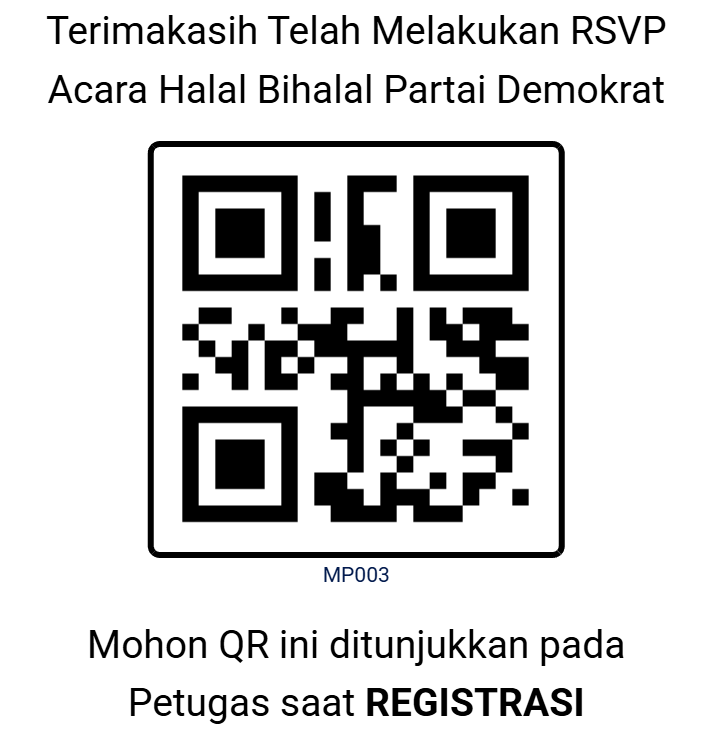 Terimakasih Telah Melakukan RSVP
Acara Halal Bihalal Partai Demokrat
MP003
Mohon QR ini ditunjukkan pada
Petugas saat REGISTRASI